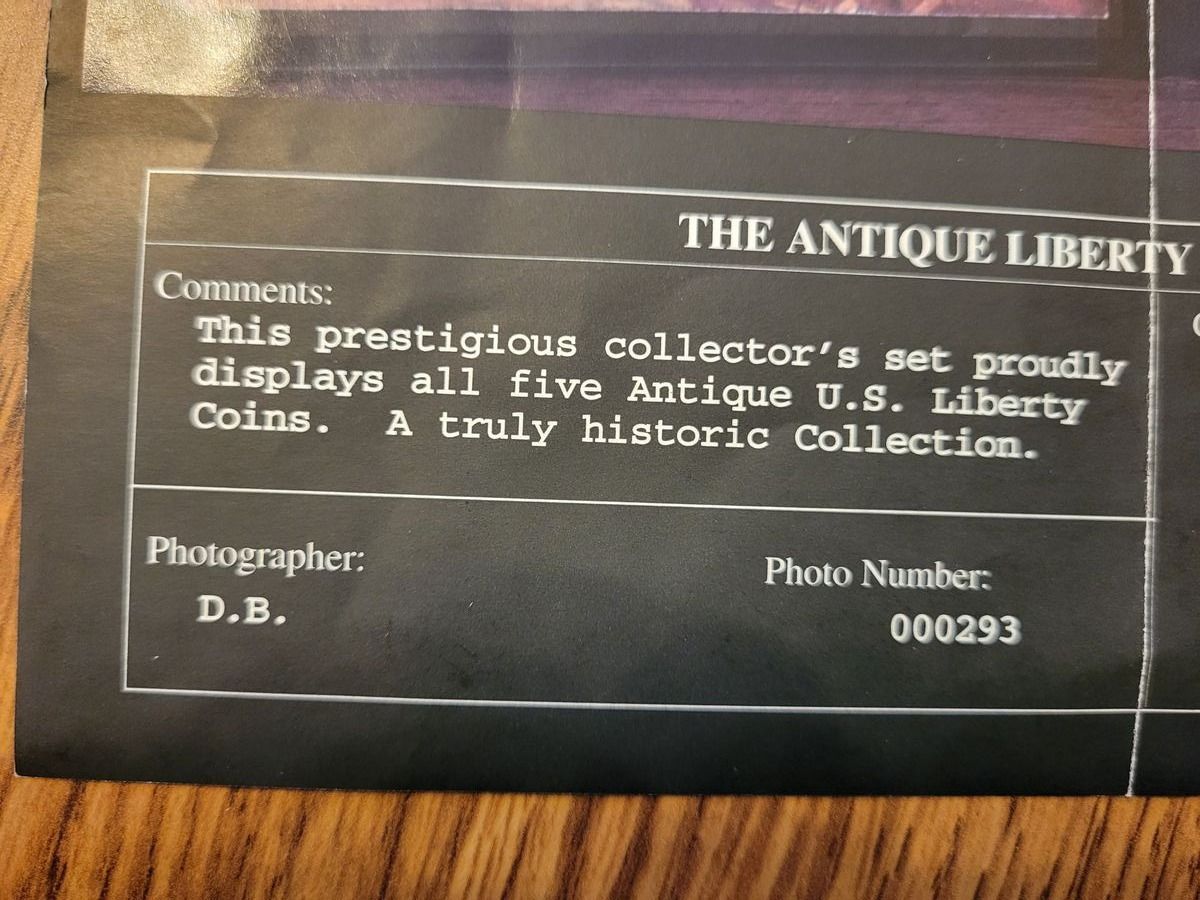 THE ANTIQUE LIBERTY
Comments:
This prestigious collector's set proudly
displays all five Antique U.S. Liberty
Coins. A truly historic Collection.
Photographer:
Photo Number:
D.B.
000293